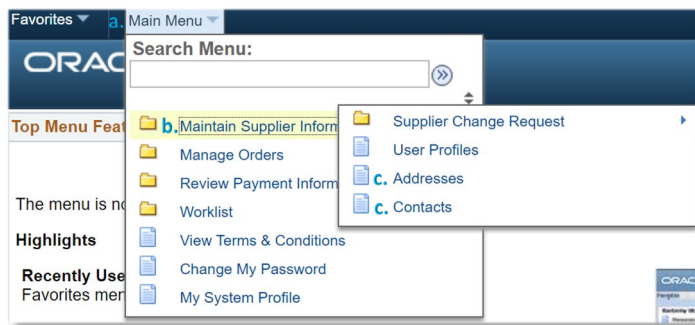 Favorites a. Main Menu
ORAC
Search Menu:
Top Menu Feat
b. Maintain Supplier Inform
Supplier Change Request
Manage Orders
User Profiles
Review Payment Inform
c. Addresses
The menu is no
Worklist
c. Contacts
Highlights
View Terms & Conditions
Recently Use
Change My Password
Favorites men
My System Profile
ORAC